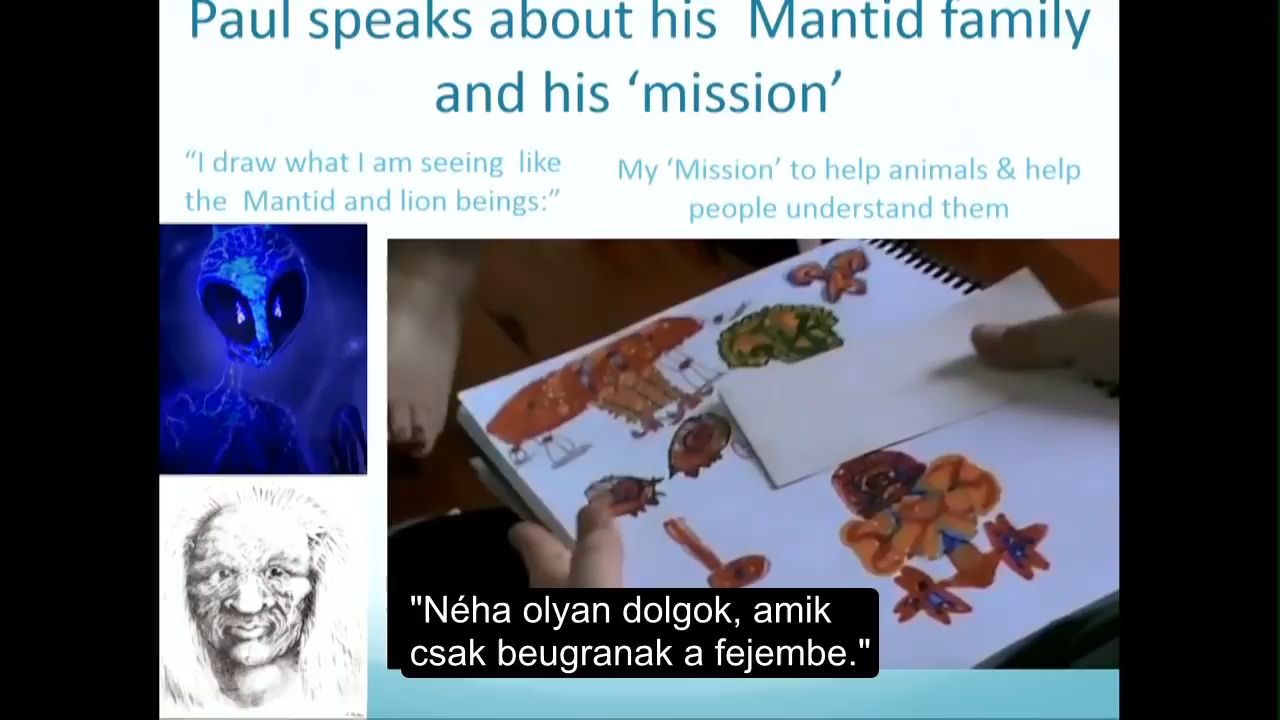 Paul speaks about his Mantid family
and his ‘mission’
“I draw what I am seeing like
the Mantid and lion beings:”
My ‘Mission’ to help animals & help
people understand them
"Néha olyan dolgok, amik
csak beugranak a fejembe."